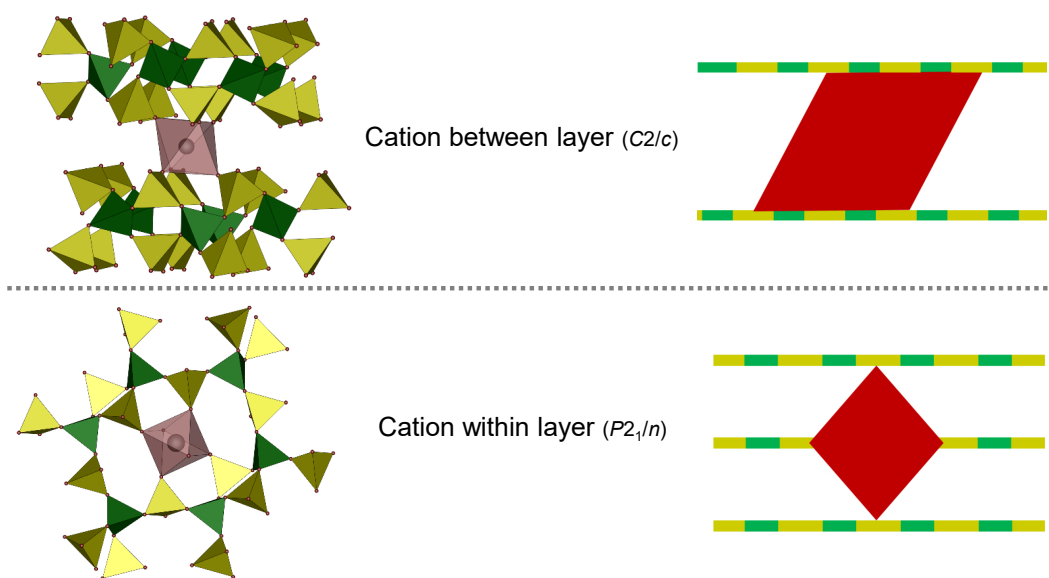 Cation between layer (C2/c)
Cation within layer (P2₁/n)